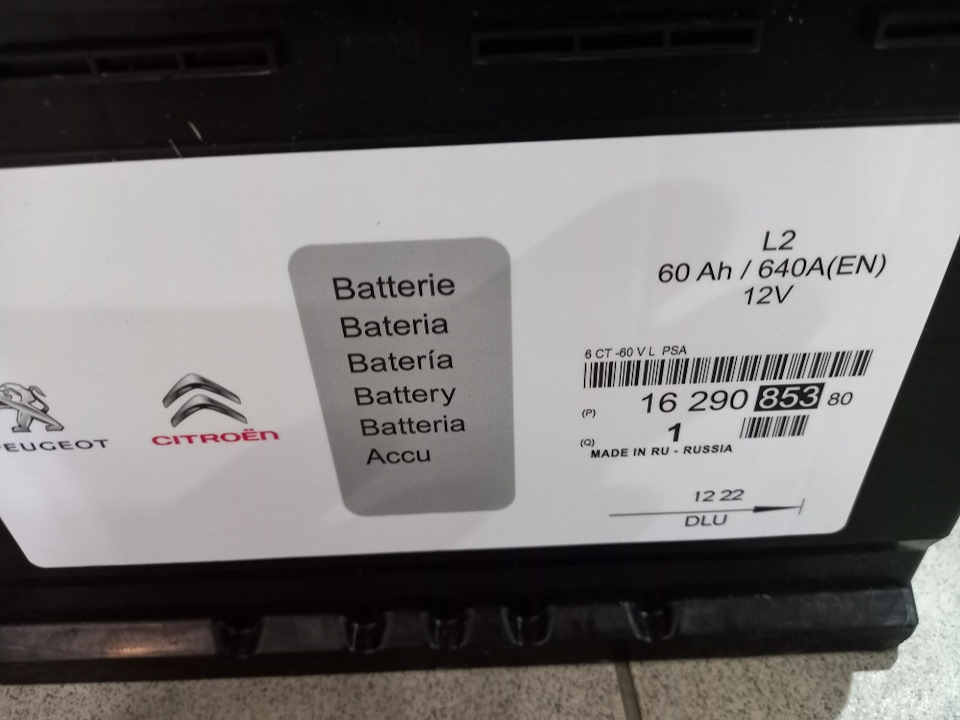 Batterie
Bateria
Batería
Battery
Batteria
Accu
PEUGEOT
CITROËN
L2
60 Ah / 640A(EN)
12V
6 CT -60 V L PSA
(P) 16 290 853 80
(Q) 1
MADE IN RU - RUSSIA
12 22
DLU